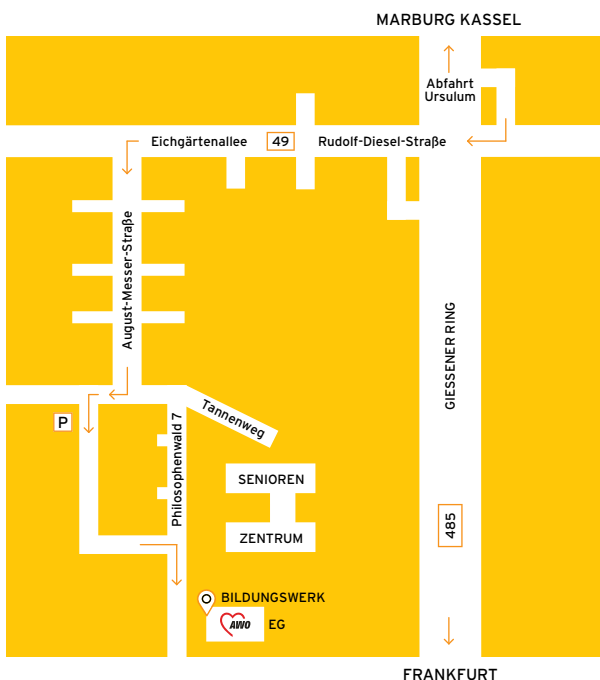 MARBURG KASSEL
Abfahrt
Ursulum
Eichgärtenallee
49
Rudolf-Diesel-Straße
August-Messer-Straße
GIESSENER RING
P
Philosophenwald 7
Tannenweg
SENIOREN
ZENTRUM
485
BILDUNGSWERK
AWO
EG
FRANKFURT